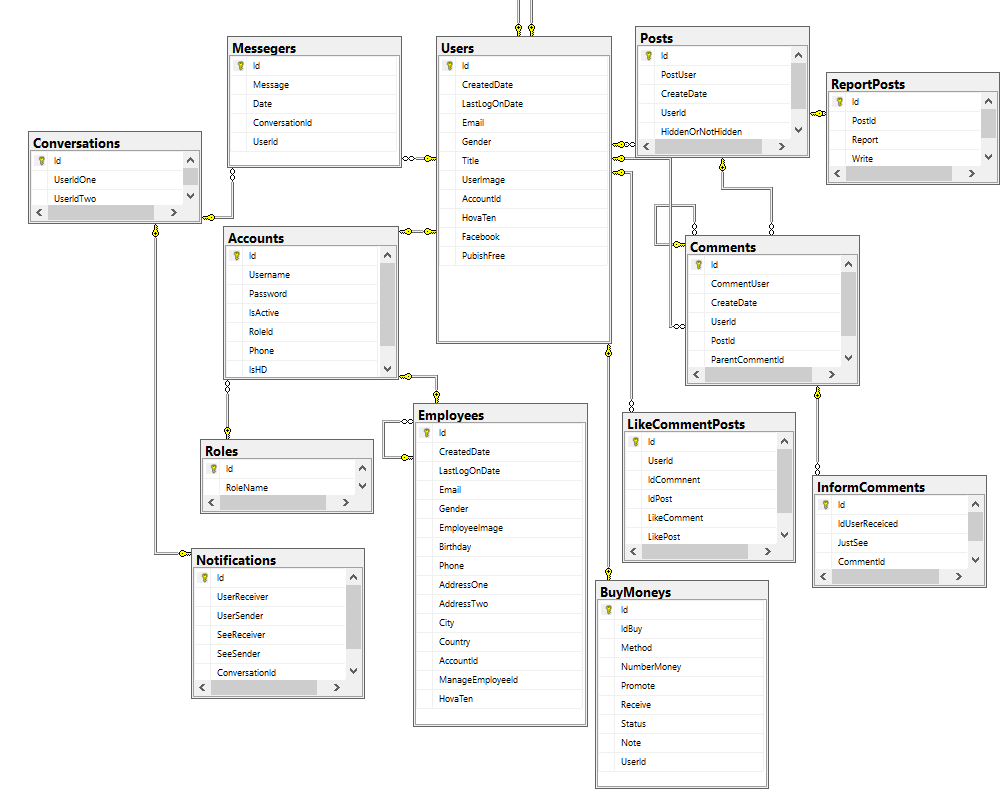 Messegers
Id
Message
Date
ConversationId
UserId
Users
Id
CreatedDate
LastLogOnDate
Email
Gender
Title
UserImage
AccountId
HovaTen
Facebook
PubishFree
Posts
Id
PostUser
CreateDate
UserId
HiddenOrNotHidden
ReportPosts
Id
PostId
Report
Write
Conversations
Id
UserIdOne
UserIdTwo
Accounts
Id
Username
Password
IsActive
RoleId
Phone
IsHD
Comments
Id
CommentUser
CreateDate
UserId
PostId
ParentCommentId
Employees
Id
CreatedDate
LastLogOnDate
Email
Gender
EmployeeImage
Birthday
Phone
AddressOne
AddressTwo
City
Country
AccountId
ManageEmployeeId
HovaTen
LikeCommentPosts
Id
UserId
IdCommnent
IdPost
LikeComment
LikePost
Roles
Id
RoleName
InformComments
Id
IdUserReceiced
JustSee
CommentId
Notifications
Id
UserReceiver
UserSender
SeeReceiver
SeeSender
ConversationId
BuyMoneys
Id
IdBuy
Method
NumberMoney
Promote
Receive
Status
Note
UserId